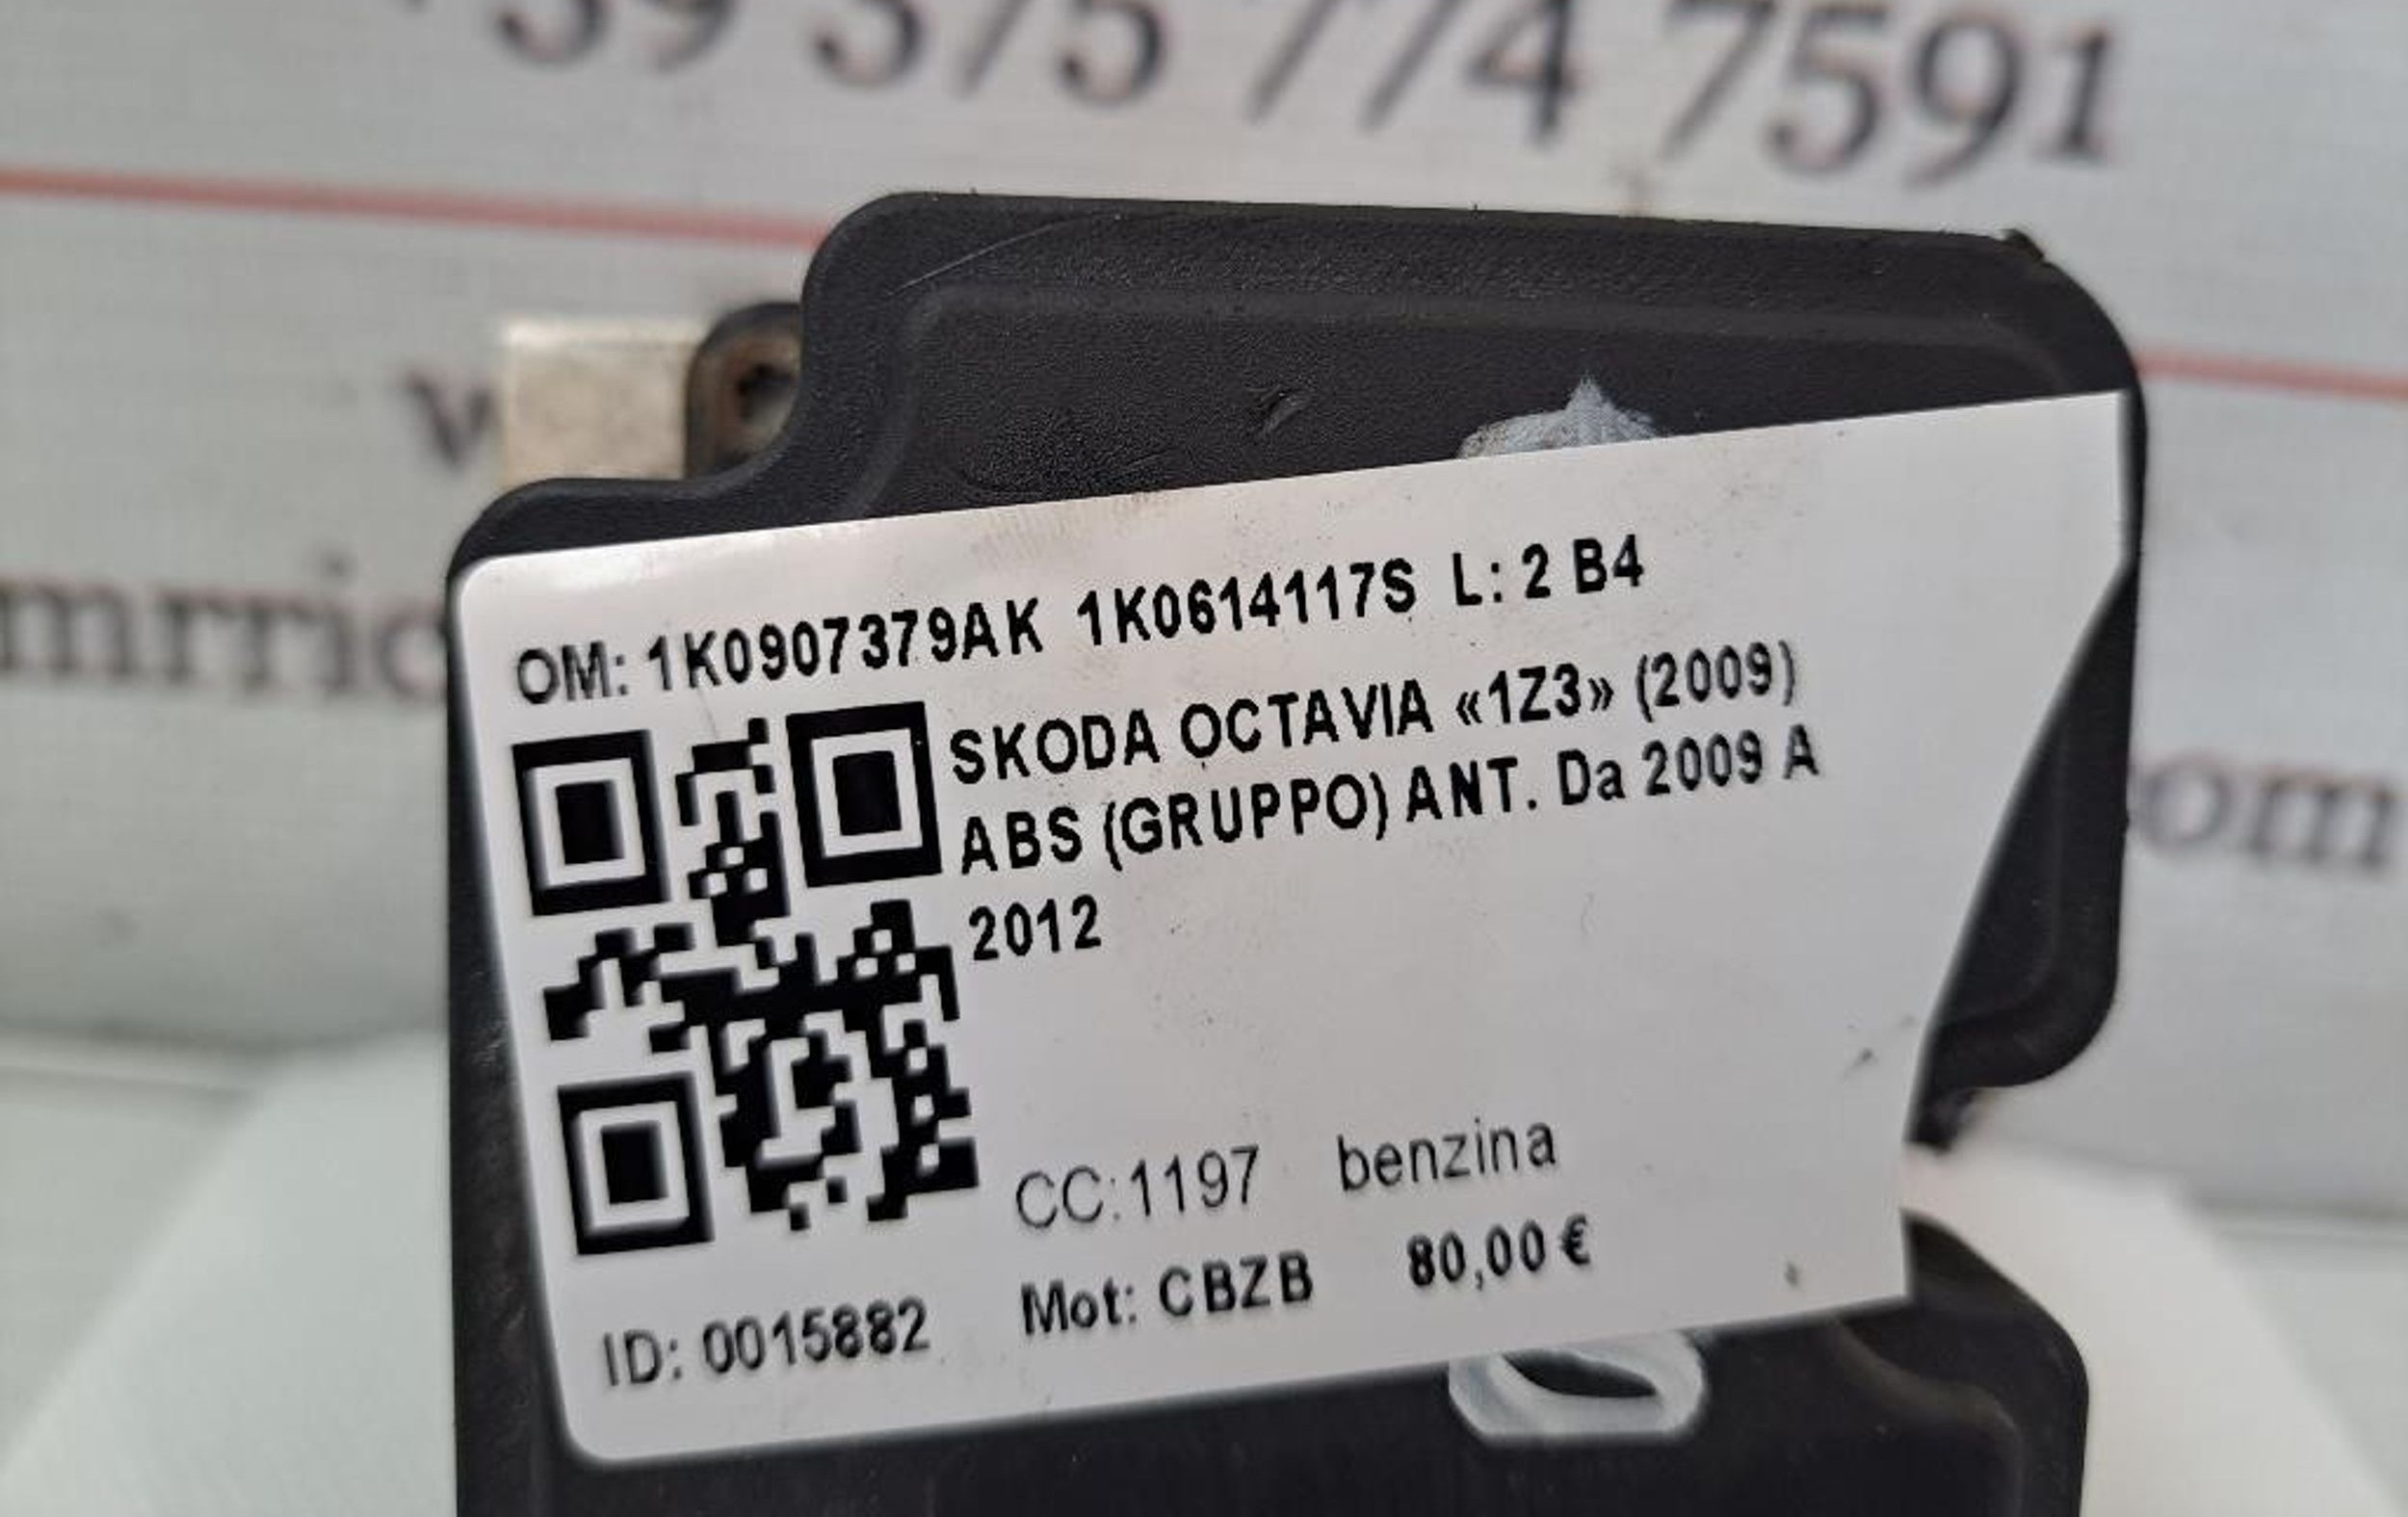 39 375 774 7591
OM: 1K0907379AK 1K0614117S L: 2 B4
SKODA OCTAVIA «1Z3» (2009)
ABS (GRUPPO) ANT. Da 2009 A
2012
CC:1197 benzina
ID: 0015882 Mot: CBZB 80,00 €